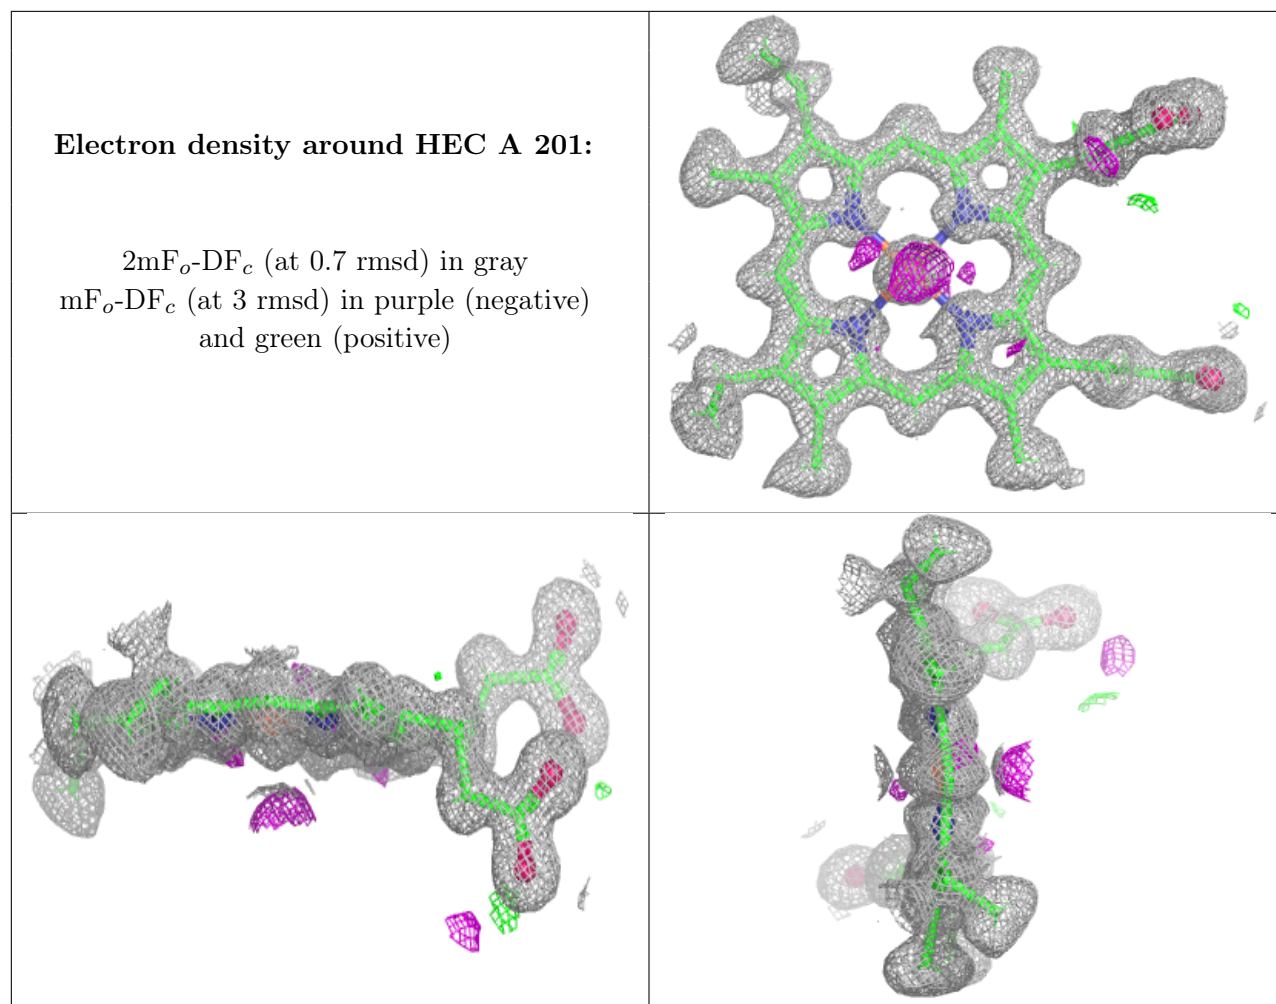 Electron density around HEC A 201:
2mFo-DFc (at 0.7 rmsd) in gray
mFo-DFc (at 3 rmsd) in purple (negative)
and green (positive)